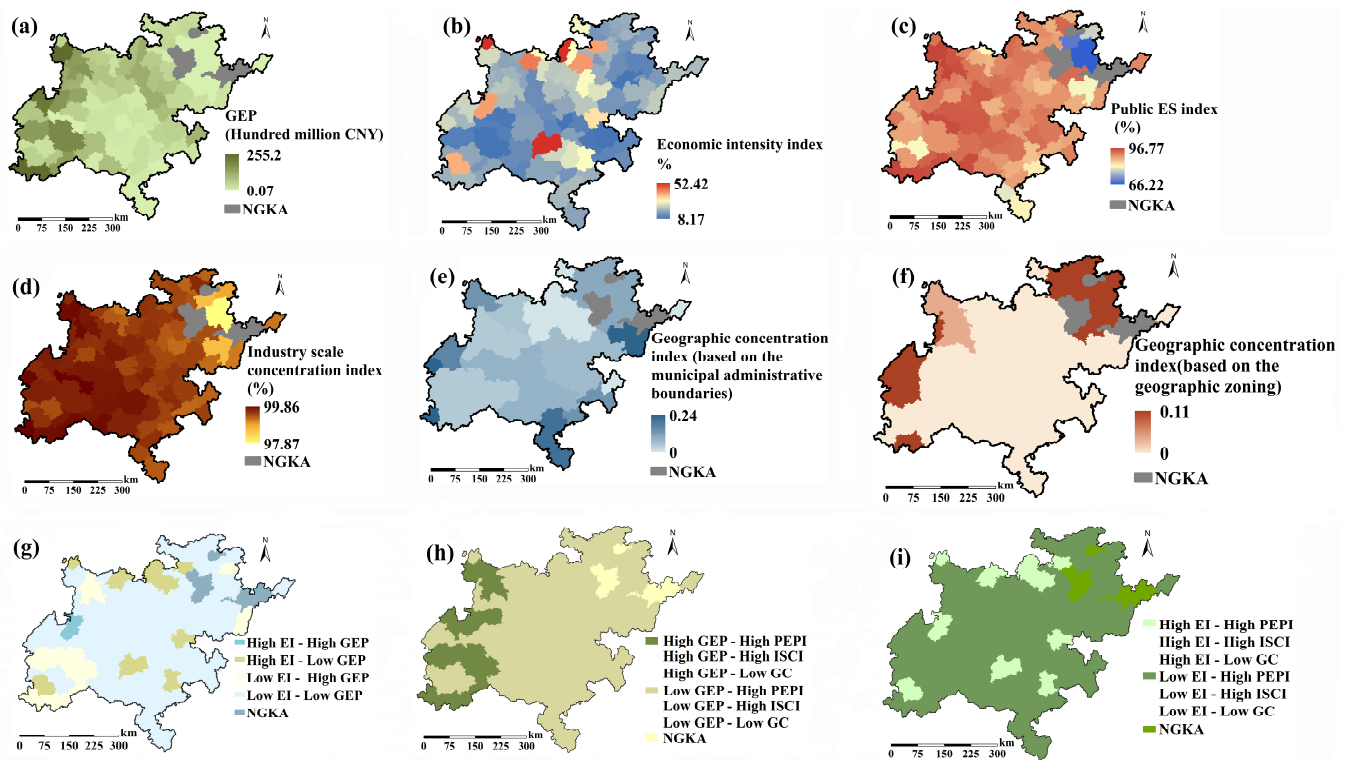 (a)
N
GEP
(Hundred million CNY)
255.2
0.07
NGKA
km
0 75 150 225 300
(b)
N
Economic intensity index
%
52.42
8.17
km
0 75 150 225 300
(c)
N
Public ES index
(%)
96.77
66.22
NGKA
km
0 75 150 225 300
(d)
N
Industry scale
concentration index
(%)
99.86
97.87
NGKA
km
0 75 150 225 300
(e)
N
Geographic concentration
index (based on the
municipal administrative
boundaries)
0.24
0
NGKA
km
0 75 150 225 300
(f)
N
Geographic concentration
index(based on the
geographic zoning)
0.11
0
NGKA
km
0 75 150 225 300
(g)
N
High EI - High GEP
High EI - Low GEP
Low EI - High GEP
Low EI - Low GEP
NGKA
km
0 75 150 225 300
(h)
N
High GEP - High PEPI
High GEP - High ISCI
High GEP - Low GC
Low GEP - High PEPI
Low GEP - High ISCI
Low GEP - Low GC
NGKA
km
0 75 150 225 300
(i)
N
High EI - High PEPI
High EI - High ISCI
High EI - Low GC
Low EI - High PEPI
Low EI - High ISCI
Low EI - Low GC
NGKA
km
0 75 150 225 300